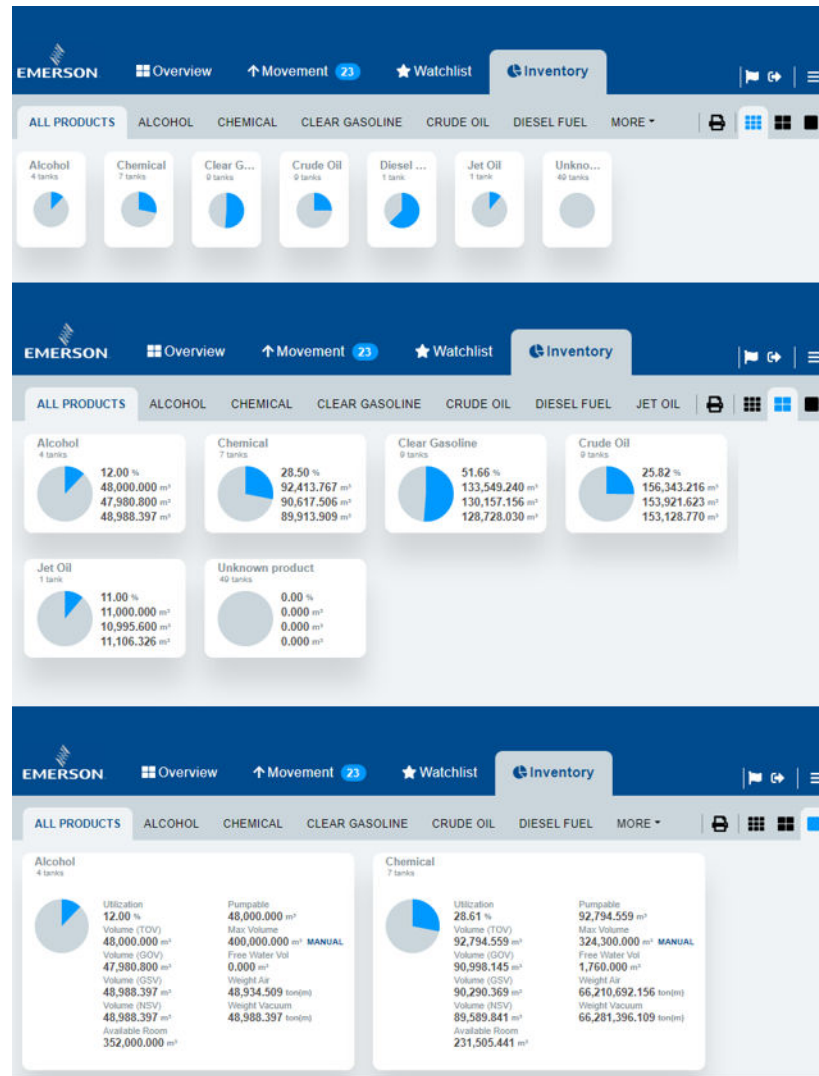 EMERSON Overview Movement 23 Watchlist Inventory
ALL PRODUCTS ALCOHOL CHEMICAL CLEAR GASOLINE CRUDE OIL DIESEL FUEL MORE
Alcohol Chemical Clear G... Crude Oil Diesel ... Jet Oil Unkno...
4 tanks 7 tanks 9 tanks 9 tanks 1 tank 1 tank 49 tanks
EMERSON Overview Movement 23 Watchlist Inventory
ALL PRODUCTS ALCOHOL CHEMICAL CLEAR GASOLINE CRUDE OIL DIESEL FUEL JET OIL
Alcohol Chemical Clear Gasoline Crude Oil
4 tanks 7 tanks 9 tanks 9 tanks
12.00 % 28.50 % 51.66 % 25.82 %
48,000.000 m³ 92,413.767 m³ 133,549.240 m³ 156,343.216 m³
47,980.800 m³ 90,617.506 m³ 130,157.156 m³ 153,921.623 m³
48,988.397 m³ 89,913.909 m³ 128,728.030 m³ 153,128.770 m³
Jet Oil Unknown product
1 tank 49 tanks
11.00 % 0.00 %
11,000.000 m³ 0.000 m³
10,995.600 m³ 0.000 m³
11,106.326 m³ 0.000 m³
EMERSON Overview Movement 23 Watchlist Inventory
ALL PRODUCTS ALCOHOL CHEMICAL CLEAR GASOLINE CRUDE OIL DIESEL FUEL MORE
Alcohol Chemical
4 tanks 7 tanks
Utilization Pumpable Utilization Pumpable
12.00 % 48,000.000 m³ 28.61 % 92,794.559 m³
Volume (TOV) Max Volume Volume (TOV) Max Volume
48,000.000 m³ 400,000.000 m³ MANUAL 92,794.559 m³ 324,300.000 m³ MANUAL
Volume (GOV) Free Water Vol Volume (GOV) Free Water Vol
47,980.800 m³ 0.000 m³ 90,998.145 m³ 1,760.000 m³
Volume (GSV) Weight Air Volume (GSV) Weight Air
48,988.397 m³ 48,934.509 ton(m) 90,290.369 m³ 66,210,692.156 ton(m)
Volume (NSV) Weight Vacuum Volume (NSV) Weight Vacuum
48,988.397 m³ 48,988.397 ton(m) 89,589.841 m³ 66,281,396.109 ton(m)
Available Room Available Room
352,000.000 m³ 231,505.441 m³